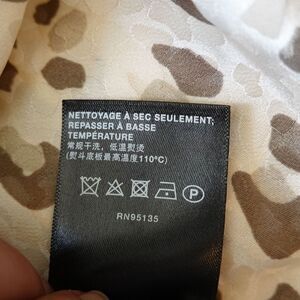 NETTOYAGE À SEC SEULEMENT;
REPASSER À BASSE
TEMPÉRATURE
常规干洗，低温熨烫
(熨斗底板最高温度110℃)
P
RN95135